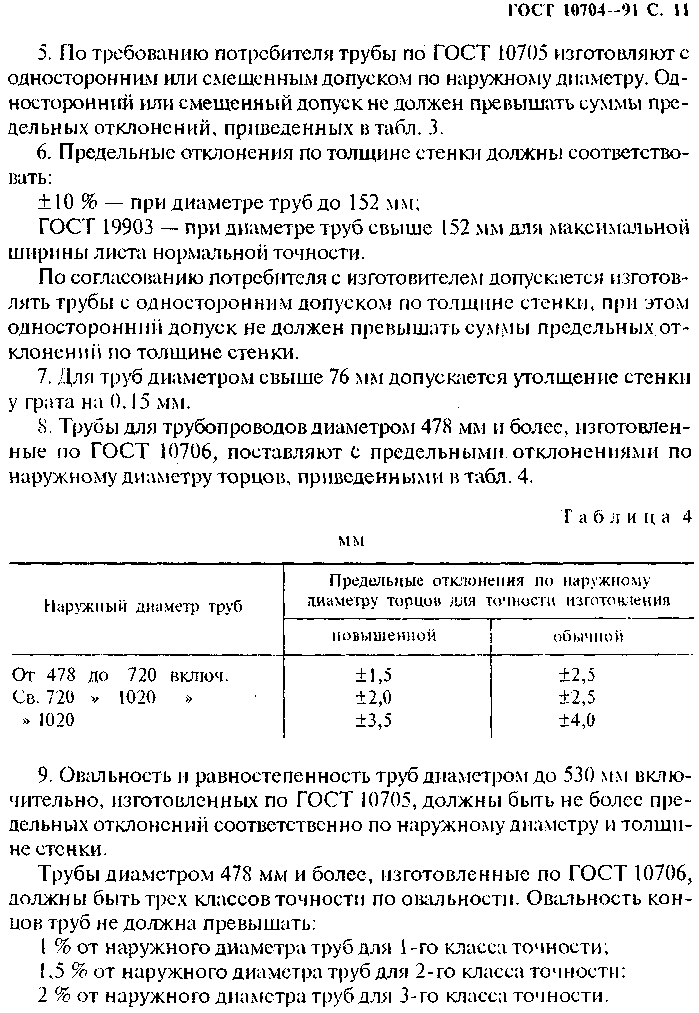 ГОСТ 10704—91 С. 11
5. По требованию потребителя трубы по ГОСТ 10705 изготовляют с
односторонним или смещенным допуском по наружному диаметру. Од-
носторонний или смещенный допуск не должен превышать суммы пре-
дельных отклонений, приведенных в табл. 3.
6. Предельные отклонения по толщине стенки должны соответство-
вать:
±10 % — при диаметре труб до 152 мм;
ГОСТ 19903 — при диаметре труб свыше 152 мм для максимальной
ширины листа нормальной точности.
По согласованию потребителя с изготовителем допускается изготов-
лять трубы с односторонним допуском по толщине стенки, при этом
односторонний допуск не должен превышать суммы предельных от-
клонений по толщине стенки.
7. Для труб диаметром свыше 76 мм допускается утолщение стенки
у грата на 0,15 мм.
8. Трубы для трубопроводов диаметром 478 мм и более, изготовлен-
ные по ГОСТ 10706, поставляют с предельными отклонениями по
наружному диаметру торцов, приведенными в табл. 4.
Таблица 4
мм
Наружный диаметр труб
Предельные отклонения по наружному
диаметру торцов для точности изготовления
повышенной обычной
От 478 до 720 включ. ±1,5 ±2,5
Св. 720 » 1020 » ±2,0 ±2,5
» 1020 ±3,5 ±4,0
9. Овальность и равностепенность труб диаметром до 530 мм вклю-
чительно, изготовленных по ГОСТ 10705, должны быть не более пре-
дельных отклонений соответственно по наружному диаметру и толщи-
не стенки.
Трубы диаметром 478 мм и более, изготовленные по ГОСТ 10706,
должны быть трех классов точности по овальности. Овальность кон-
цов труб не должна превышать:
1 % от наружного диаметра труб для 1-го класса точности;
1,5 % от наружного диаметра труб для 2-го класса точности;
2 % от наружного диаметра труб для 3-го класса точности.